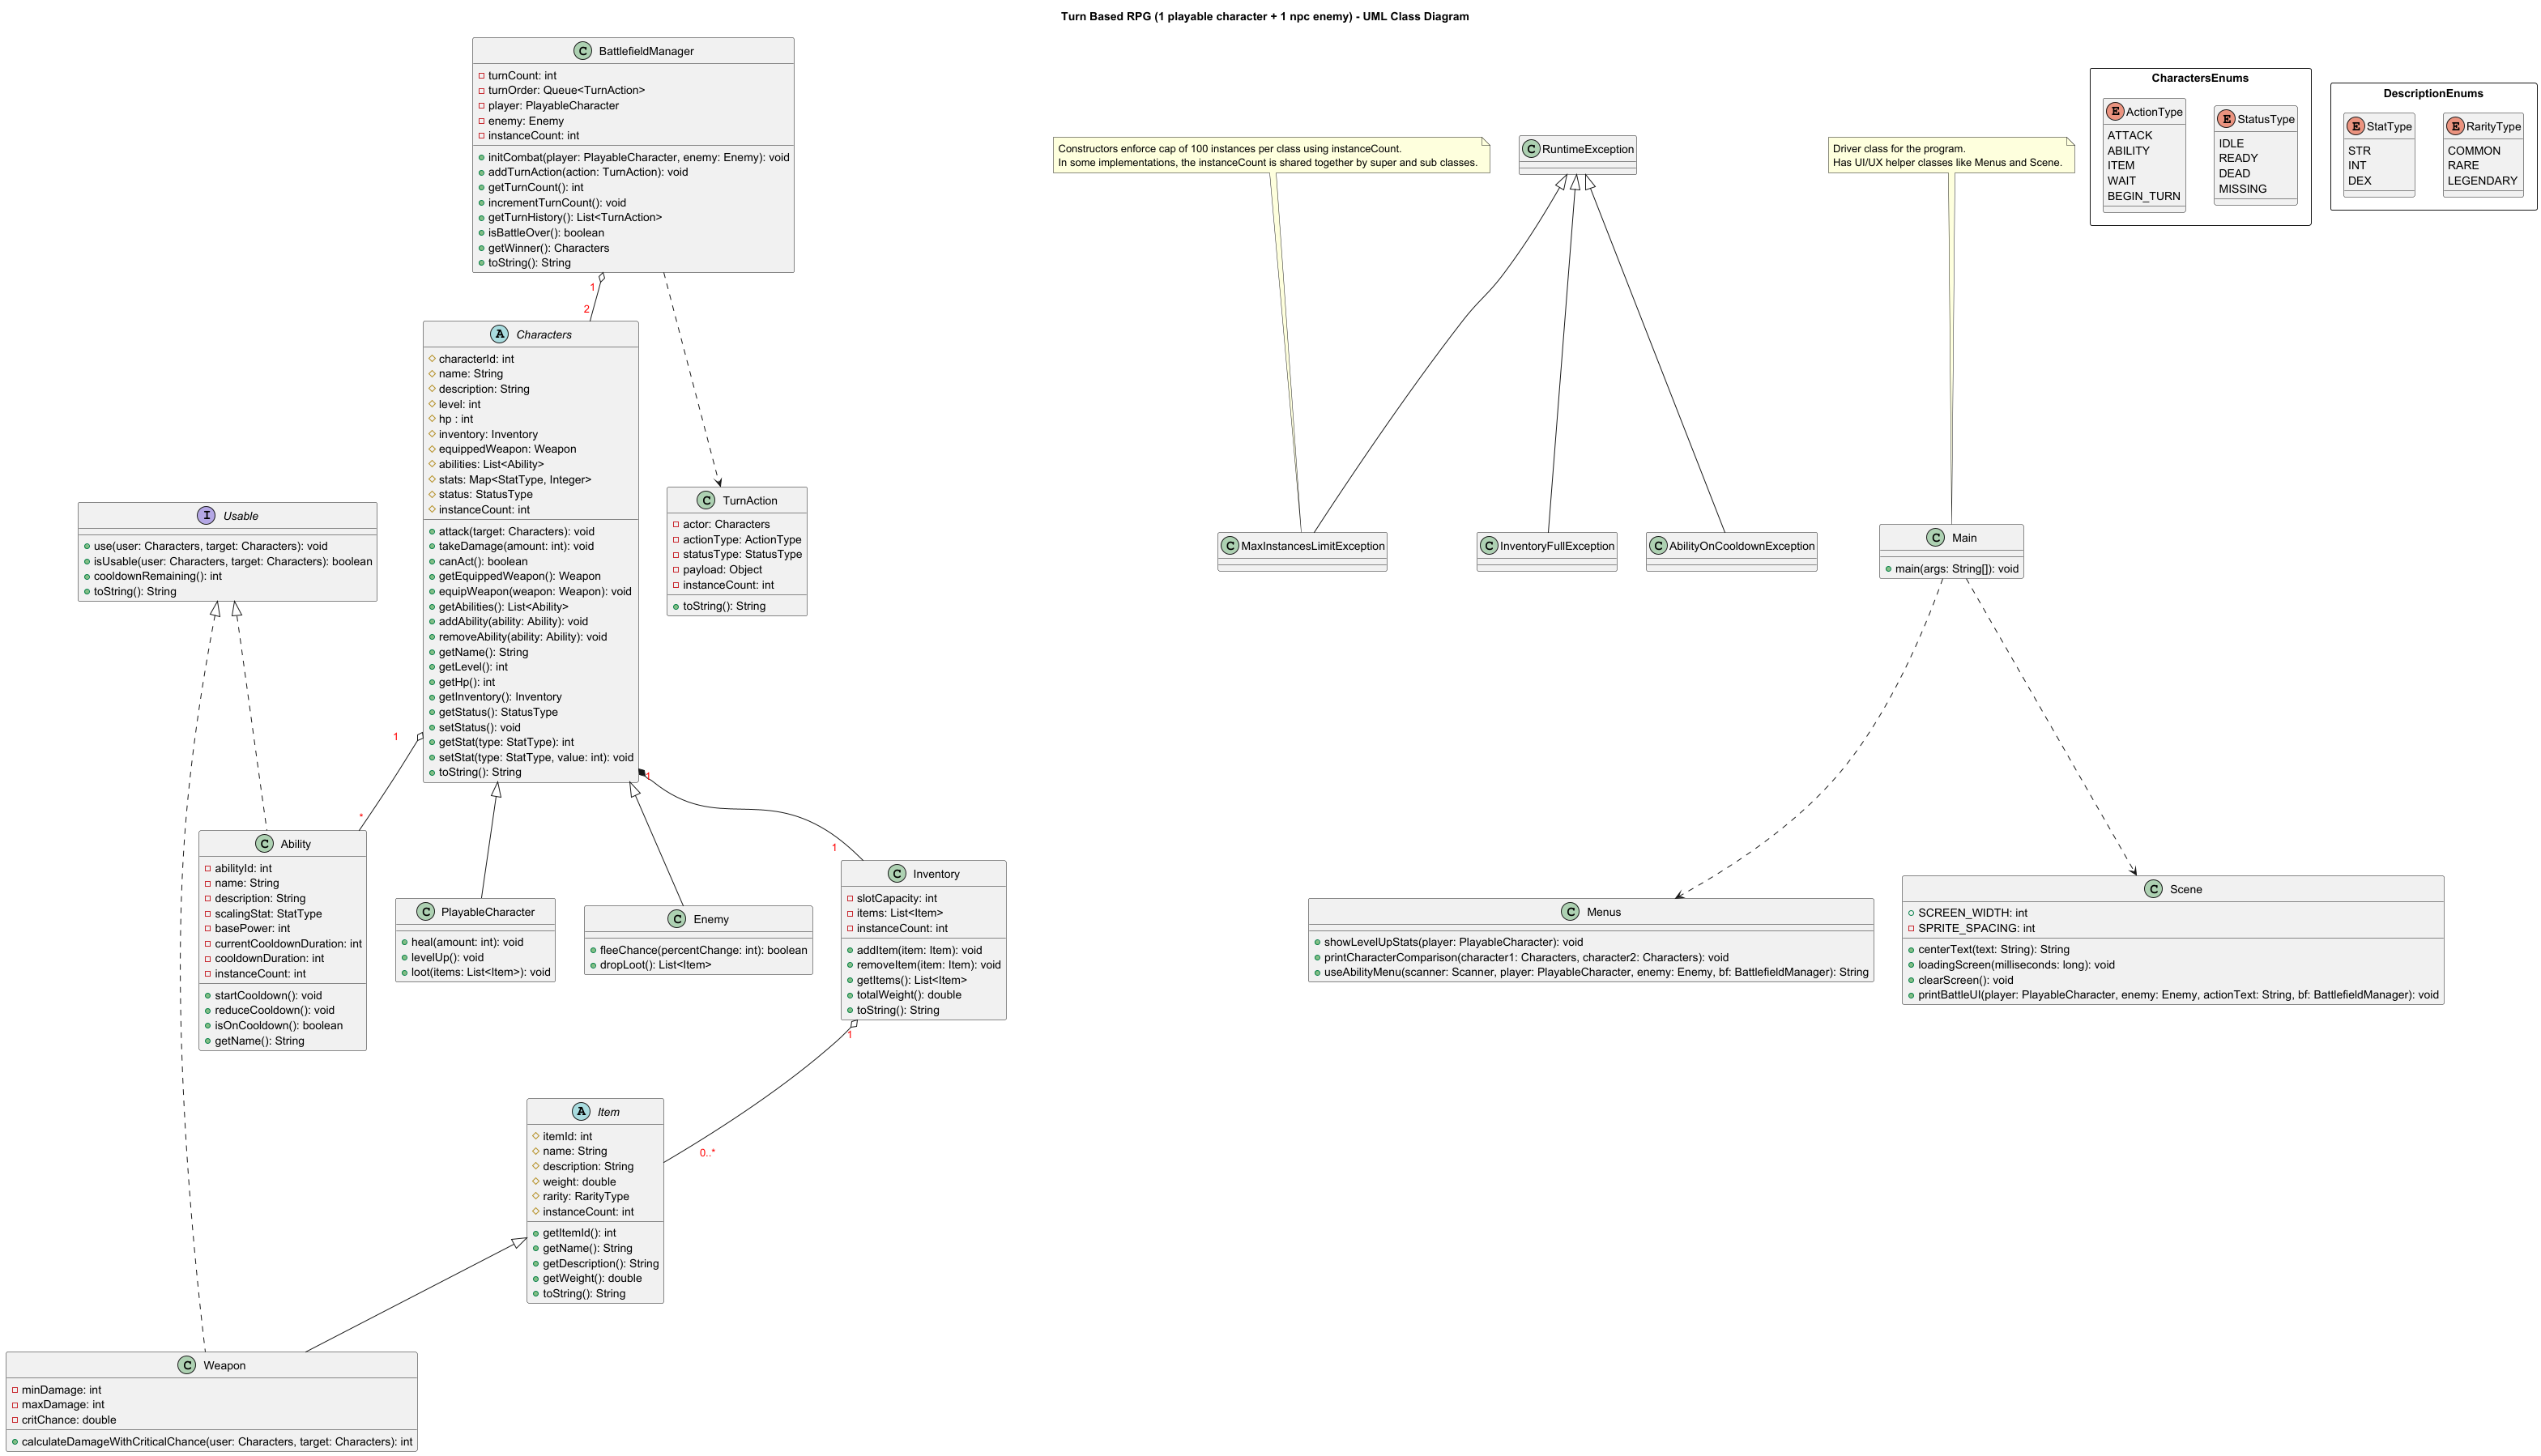 Turn Based RPG (1 playable character + 1 npc enemy) - UML Class Diagram
C BattlefieldManager
turnCount: int
turnOrder: Queue<TurnAction>
player: PlayableCharacter
enemy: Enemy
instanceCount: int
initCombat(player: PlayableCharacter, enemy: Enemy): void
addTurnAction(action: TurnAction): void
getTurnCount(): int
incrementTurnCount(): void
getTurnHistory(): List<TurnAction>
isBattleOver(): boolean
getWinner(): Characters
toString(): String
1
2
A Characters
characterId: int
name: String
description: String
level: int
hp : int
inventory: Inventory
equippedWeapon: Weapon
abilities: List<Ability>
stats: Map<StatType, Integer>
status: StatusType
instanceCount: int
attack(target: Characters): void
takeDamage(amount: int): void
canAct(): boolean
getEquippedWeapon(): Weapon
equipWeapon(weapon: Weapon): void
getAbilities(): List<Ability>
addAbility(ability: Ability): void
removeAbility(ability: Ability): void
getName(): String
getLevel(): int
getHp(): int
getInventory(): Inventory
getStatus(): StatusType
setStatus(): void
getStat(type: StatType): int
setStat(type: StatType, value: int): void
toString(): String
C TurnAction
actor: Characters
actionType: ActionType
statusType: StatusType
payload: Object
instanceCount: int
toString(): String
I Usable
use(user: Characters, target: Characters): void
isUsable(user: Characters, target: Characters): boolean
cooldownRemaining(): int
toString(): String
1
*
1
1
C Ability
abilityId: int
name: String
description: String
scalingStat: StatType
basePower: int
currentCooldownDuration: int
cooldownDuration: int
instanceCount: int
startCooldown(): void
reduceCooldown(): void
isOnCooldown(): boolean
getName(): String
C PlayableCharacter
heal(amount: int): void
levelUp(): void
loot(items: List<Item>): void
C Enemy
fleeChance(percentChange: int): boolean
dropLoot(): List<Item>
C Inventory
slotCapacity: int
items: List<Item>
instanceCount: int
addItem(item: Item): void
removeItem(item: Item): void
getItems(): List<Item>
totalWeight(): double
toString(): String
1
0..*
A Item
itemId: int
name: String
description: String
weight: double
rarity: RarityType
instanceCount: int
getItemId(): int
getName(): String
getDescription(): String
getWeight(): double
toString(): String
C Weapon
minDamage: int
maxDamage: int
critChance: double
calculateDamageWithCriticalChance(user: Characters, target: Characters): int
Constructors enforce cap of 100 instances per class using instanceCount.
In some implementations, the instanceCount is shared together by super and sub classes.
C RuntimeException
C MaxInstancesLimitException
C InventoryFullException
C AbilityOnCooldownException
Driver class for the program.
Has UI/UX helper classes like Menus and Scene.
C Main
main(args: String[]): void
C Menus
showLevelUpStats(player: PlayableCharacter): void
printCharacterComparison(character1: Characters, character2: Characters): void
useAbilityMenu(scanner: Scanner, player: PlayableCharacter, enemy: Enemy, bf: BattlefieldManager): String
C Scene
SCREEN_WIDTH: int
SPRITE_SPACING: int
centerText(text: String): String
loadingScreen(milliseconds: long): void
clearScreen(): void
printBattleUI(player: PlayableCharacter, enemy: Enemy, actionText: String, bf: BattlefieldManager): void
CharactersEnums
E ActionType
ATTACK
ABILITY
ITEM
WAIT
BEGIN_TURN
E StatusType
IDLE
READY
DEAD
MISSING
DescriptionEnums
E StatType
STR
INT
DEX
E RarityType
COMMON
RARE
LEGENDARY